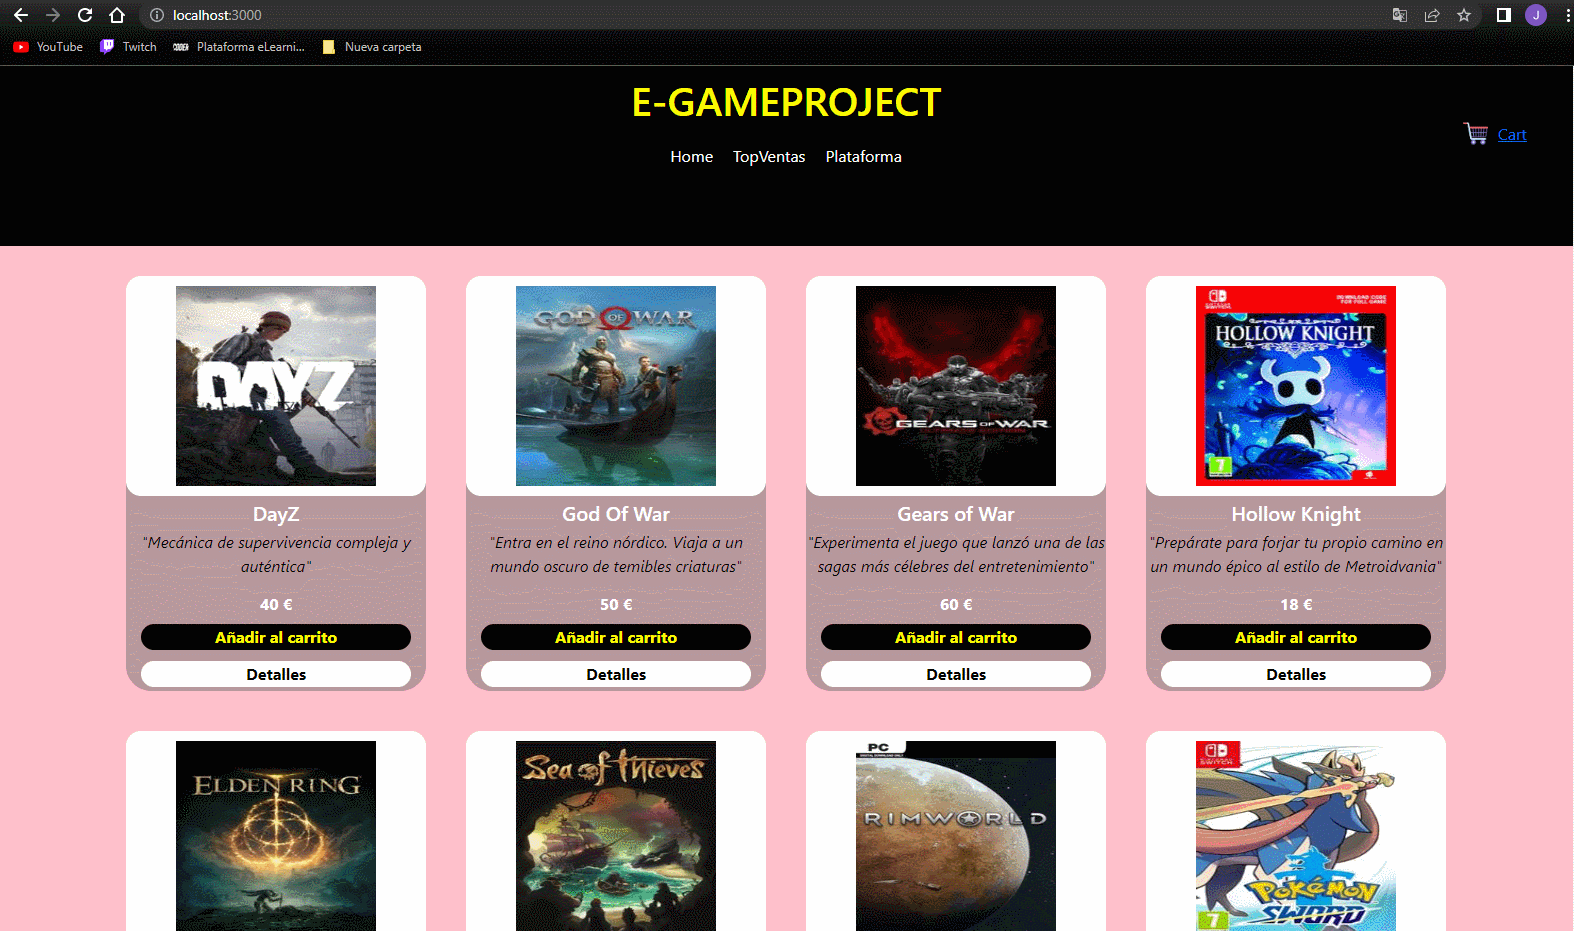 localhost:3000
J
YouTube
Twitch
Plataforma eLearni...
Nueva carpeta
E-GAMEPROJECT
Cart
Home
TopVentas
Plataforma
DAYZ
GOD OF WAR
GEARS OF WAR
HOLLOW KNIGHT
7
DayZ
"Mecánica de supervivencia compleja y
auténtica"
40 €
Añadir al carrito
Detalles
God Of War
"Entra en el reino nórdico. Viaja a un
mundo oscuro de temibles criaturas"
50 €
Añadir al carrito
Detalles
Gears of War
"Experimenta el juego que lanzó una de las
sagas más célebres del entretenimiento"
60 €
Añadir al carrito
Detalles
Hollow Knight
"Prepárate para forjar tu propio camino en
un mundo épico al estilo de Metroidvania"
18 €
Añadir al carrito
Detalles
ELDEN RING
Sea of Thieves
PC
RIMWORLD
POKÉMON
SWORD
7